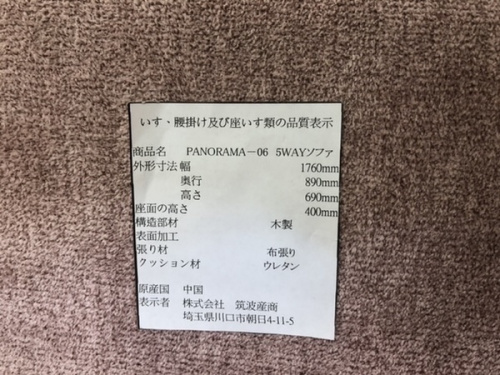 いす、腰掛け及び座いす類の品質表示
商品名 PANORAMA－06 5WAYソファ
外形寸法 幅 1760mm
奥行 890mm
高さ 690mm
座面の高さ 400mm
構造部材 木製
表面加工
張り材 布張り
クッション材 ウレタン
原産国 中国
表示者 株式会社 筑波産商
埼玉県川口市朝日4-11-5